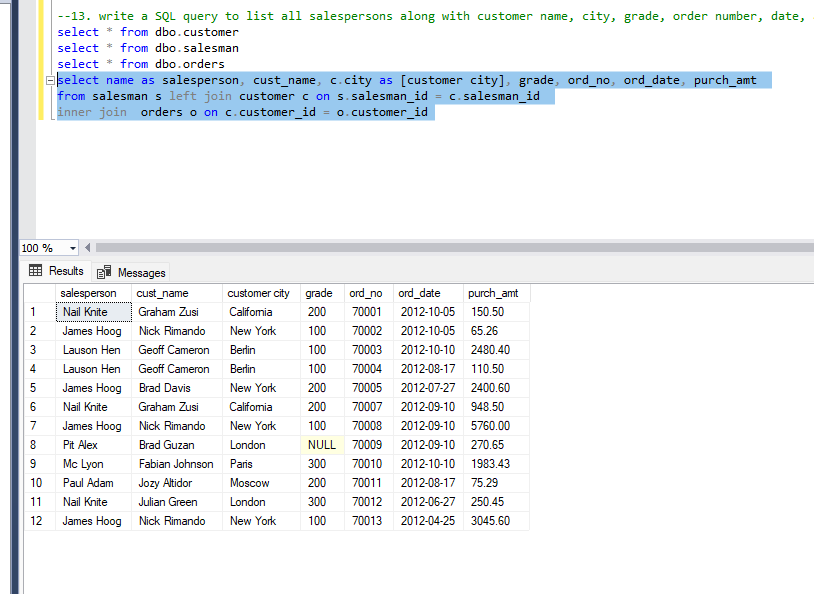 --13. write a SQL query to list all salespersons along with customer name, city, grade, order number, date,
select * from dbo.customer
select * from dbo.salesman
select * from dbo.orders
select name as salesperson, cust_name, c.city as [customer city], grade, ord_no, ord_date, purch_amt
from salesman s left join customer c on s.salesman_id = c.salesman_id
inner join  orders o on c.customer_id = o.customer_id
100 %
Results Messages
salesperson cust_name customer city grade ord_no ord_date purch_amt
1 Nail Knite Graham Zusi California 200 70001 2012-10-05 150.50
2 James Hoog Nick Rimando New York 100 70002 2012-10-05 65.26
3 Lauson Hen Geoff Cameron Berlin 100 70003 2012-10-10 2480.40
4 Lauson Hen Geoff Cameron Berlin 100 70004 2012-08-17 110.50
5 James Hoog Brad Davis New York 200 70005 2012-07-27 2400.60
6 Nail Knite Graham Zusi California 200 70007 2012-09-10 948.50
7 James Hoog Nick Rimando New York 100 70008 2012-09-10 5760.00
8 Pit Alex Brad Guzan London NULL 70009 2012-09-10 270.65
9 Mc Lyon Fabian Johnson Paris 300 70010 2012-10-10 1983.43
10 Paul Adam Jozy Altidor Moscow 200 70011 2012-08-17 75.29
11 Nail Knite Julian Green London 300 70012 2012-06-27 250.45
12 James Hoog Nick Rimando New York 100 70013 2012-04-25 3045.60